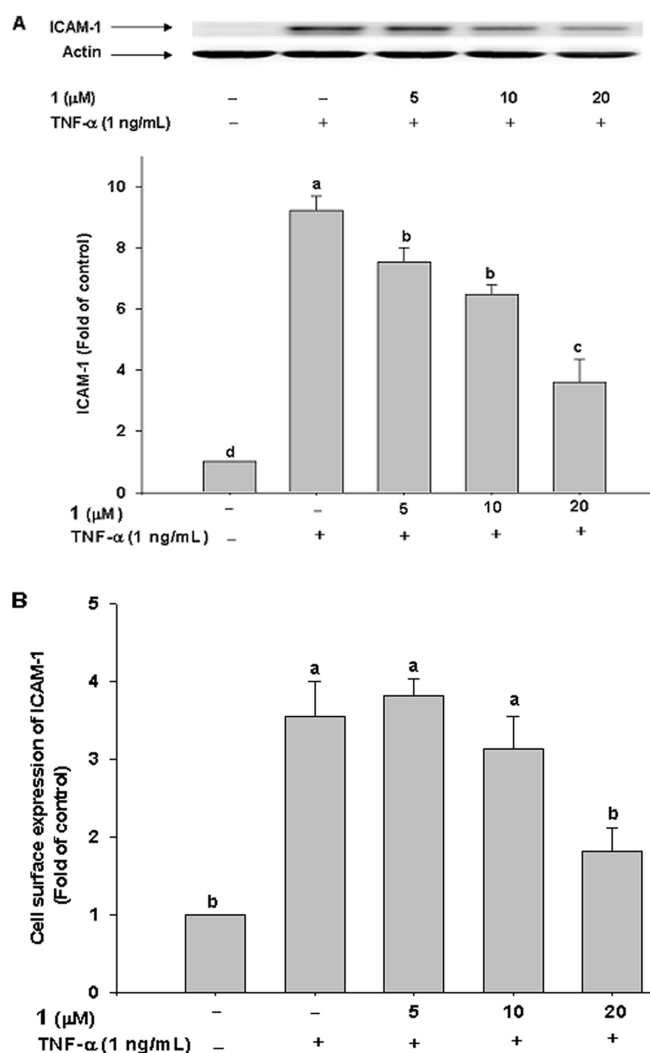 A
ICAM-1
Actin
1 (μM) – – 5 10 20
TNF-α (1 ng/mL) – + + + +
ICAM-1 (Fold of control)
10
8
6
4
2
0
d a b b c
1 (μM) – – 5 10 20
TNF-α (1 ng/mL) – + + + +
B
Cell surface expression of ICAM-1
(Fold of control)
5
4
3
2
1
0
b a a a b
1 (μM) – – 5 10 20
TNF-α (1 ng/mL) – + + + +